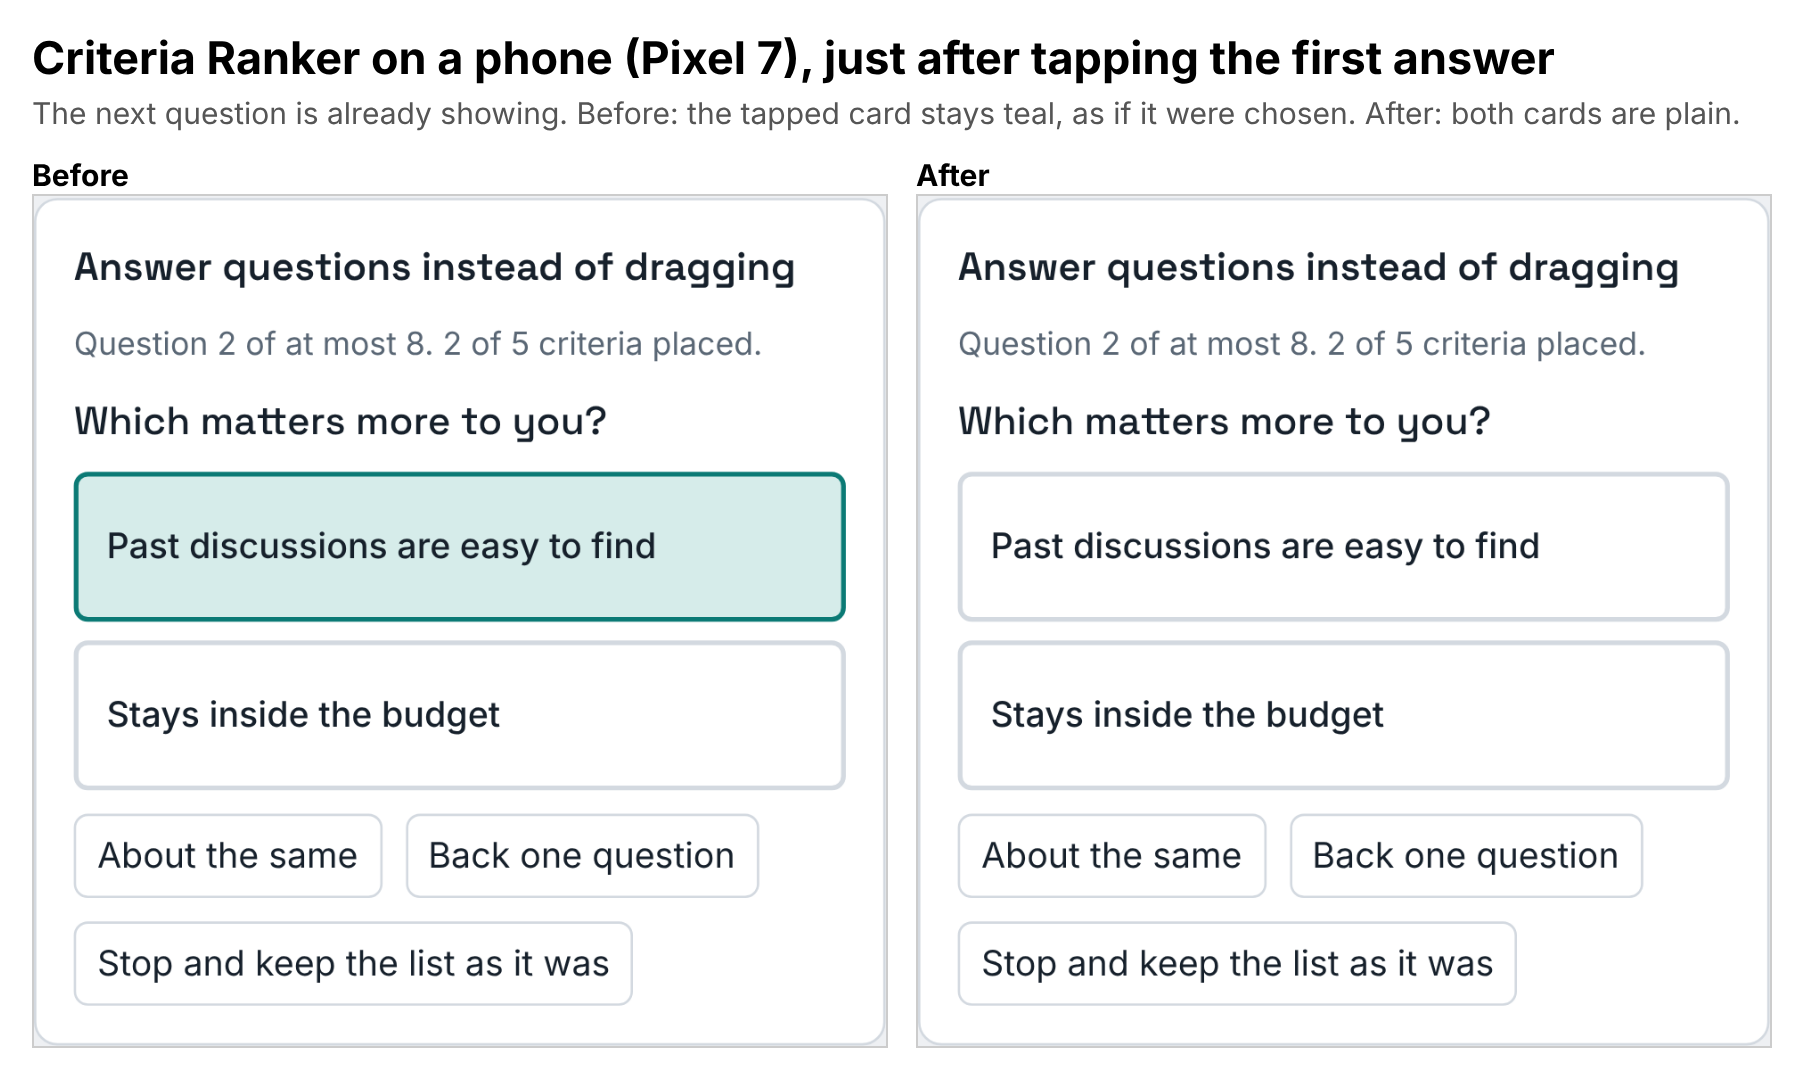 Criteria Ranker on a phone (Pixel 7), just after tapping the first answer
The next question is already showing. Before: the tapped card stays teal, as if it were chosen. After: both cards are plain.
Before
Answer questions instead of dragging
Question 2 of at most 8. 2 of 5 criteria placed.
Which matters more to you?
Past discussions are easy to find
Stays inside the budget
About the same
Back one question
Stop and keep the list as it was
After
Answer questions instead of dragging
Question 2 of at most 8. 2 of 5 criteria placed.
Which matters more to you?
Past discussions are easy to find
Stays inside the budget
About the same
Back one question
Stop and keep the list as it was